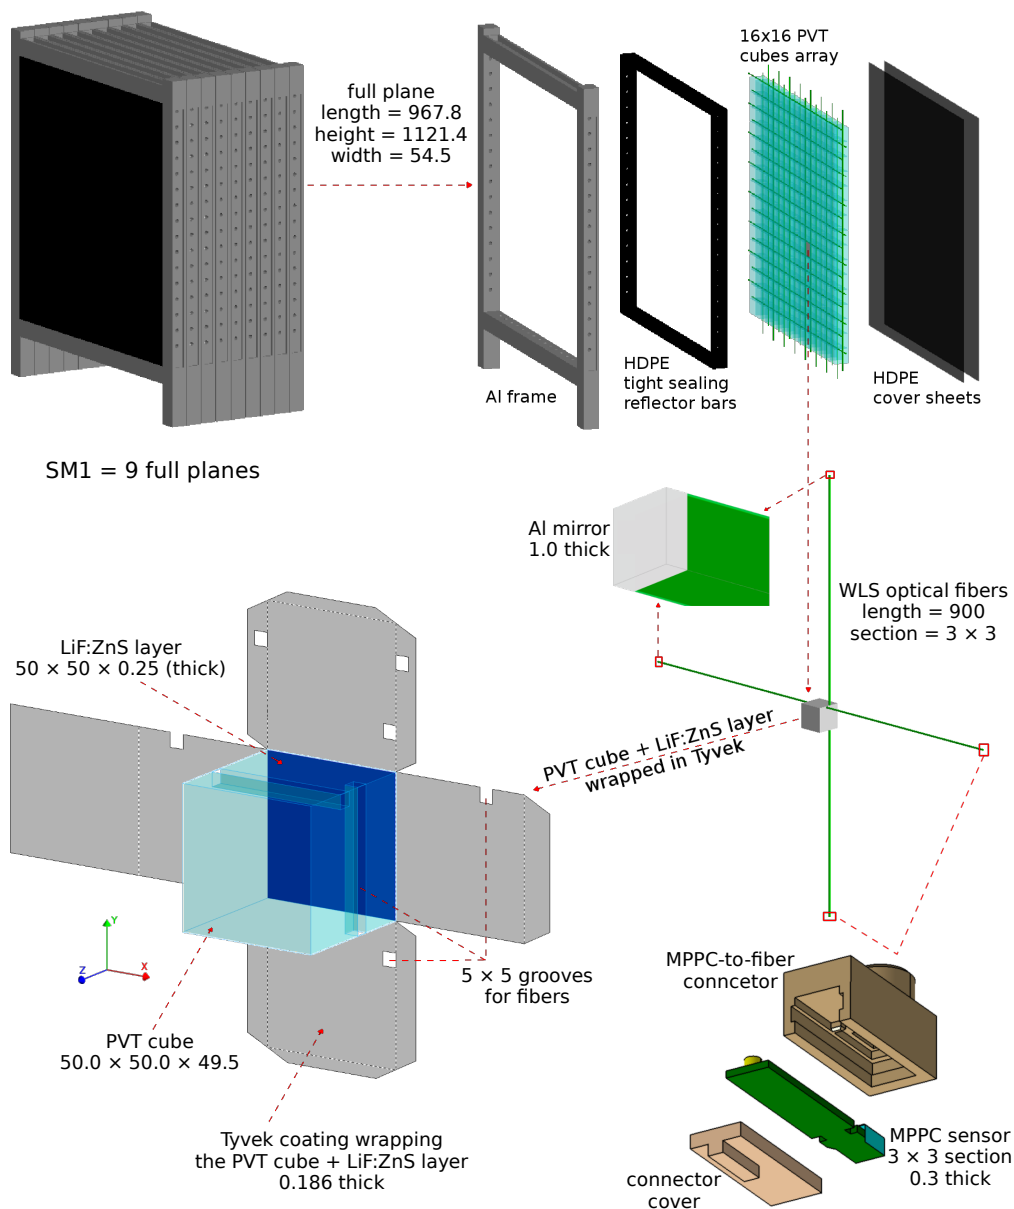 16x16 PVT
cubes array
full plane
length = 967.8
height = 1121.4
width = 54.5
HDPE
tight sealing
reflector bars
HDPE
cover sheets
Al frame
SM1 = 9 full planes
Al mirror
1.0 thick
WLS optical fibers
length = 900
section = 3 × 3
LiF:ZnS layer
50 × 50 × 0.25 (thick)
PVT cube + LiF:ZnS layer
wrapped in Tyvek
Y
X
Z
5 × 5 grooves
for fibers
MPPC-to-fiber
conncetor
PVT cube
50.0 × 50.0 × 49.5
Tyvek coating wrapping
the PVT cube + LiF:ZnS layer
0.186 thick
MPPC sensor
3 × 3 section
0.3 thick
connector
cover